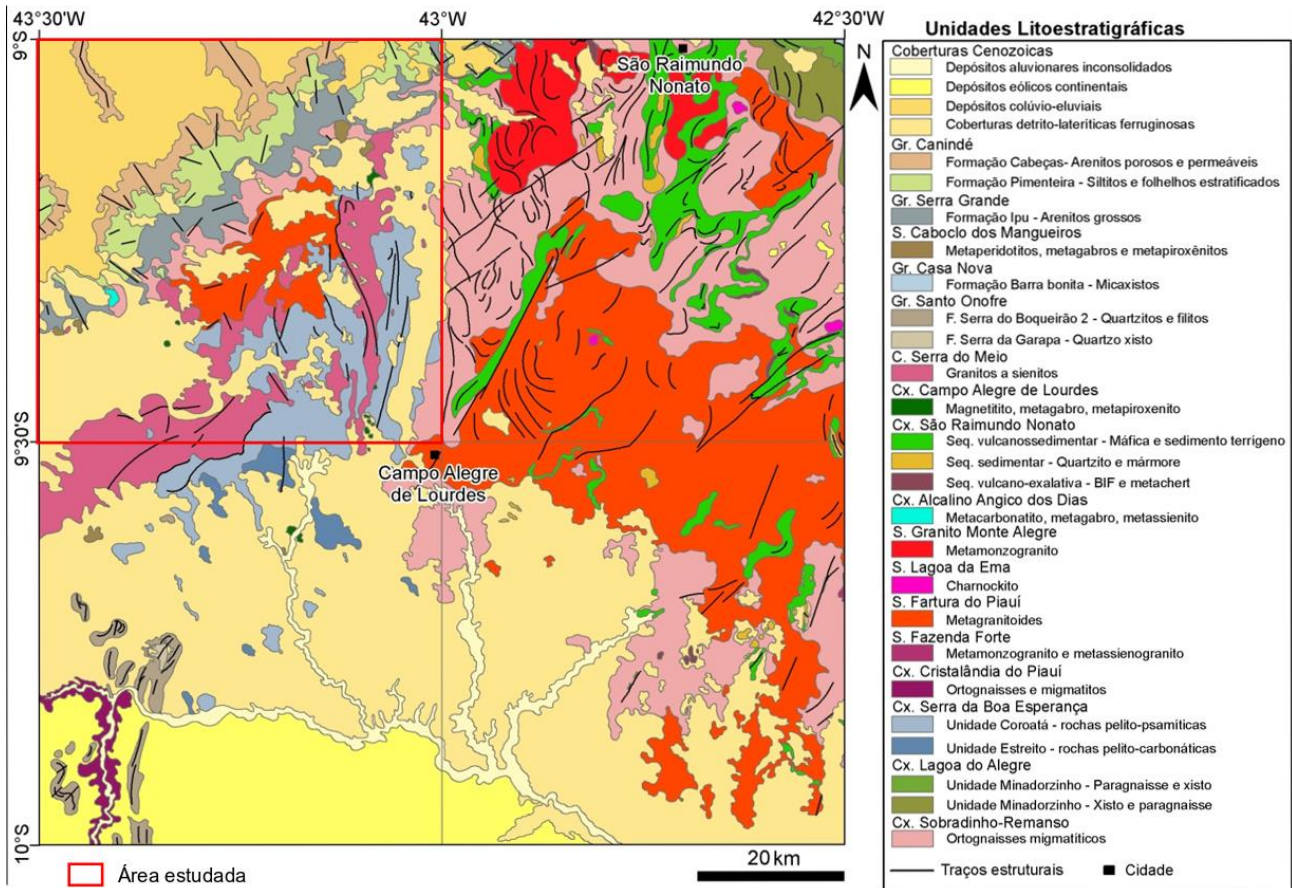 43°30'W
43°W
42°30'W
9°S
9°30'S
10°S
São Raimundo
Nonato
N
Campo Alegre
de Lourdes
Área estudada
20 km
Unidades Litoestratigráficas
Coberturas Cenozoicas
Depósitos aluvionares inconsolidados
Depósitos eólicos continentais
Depósitos colúvio-eluviais
Coberturas detrito-lateríticas ferruginosas
Gr. Canindé
Formação Cabeças- Arenitos porosos e permeáveis
Formação Pimenteira - Siltitos e folhelhos estratificados
Gr. Serra Grande
Formação Ipu - Arenitos grossos
S. Caboclo dos Mangueiros
Metaperidotitos, metagabros e metapiroxênitos
Gr. Casa Nova
Formação Barra bonita - Micaxistos
Gr. Santo Onofre
F. Serra do Boqueirão 2 - Quartzitos e filitos
F. Serra da Garapa - Quartzo xisto
C. Serra do Meio
Granitos a sienitos
Cx. Campo Alegre de Lourdes
Magnetitito, metagabro, metapiroxenito
Cx. São Raimundo Nonato
Seq. vulcanossedimentar - Máfica e sedimento terrígeno
Seq. sedimentar - Quartzito e mármore
Seq. vulcano-exalativa - BIF e metachert
Cx. Alcalino Angico dos Dias
Metacarbonatito, metagabro, metassienito
S. Granito Monte Alegre
Metamonzogranito
S. Lagoa da Ema
Charnockito
S. Fartura do Piauí
Metagranitoides
S. Fazenda Forte
Metamonzogranito e metassienogranito
Cx. Cristalândia do Piauí
Ortognaisses e migmatitos
Cx. Serra da Boa Esperança
Unidade Coroatá - rochas pelito-psamíticas
Unidade Estreito - rochas pelito-carbonáticas
Cx. Lagoa do Alegre
Unidade Minadorzinho - Paragnaisse e xisto
Unidade Minadorzinho - Xisto e paragnaisse
Cx. Sobradinho-Remanso
Ortognaisses migmatíticos
Traços estruturais
Cidade